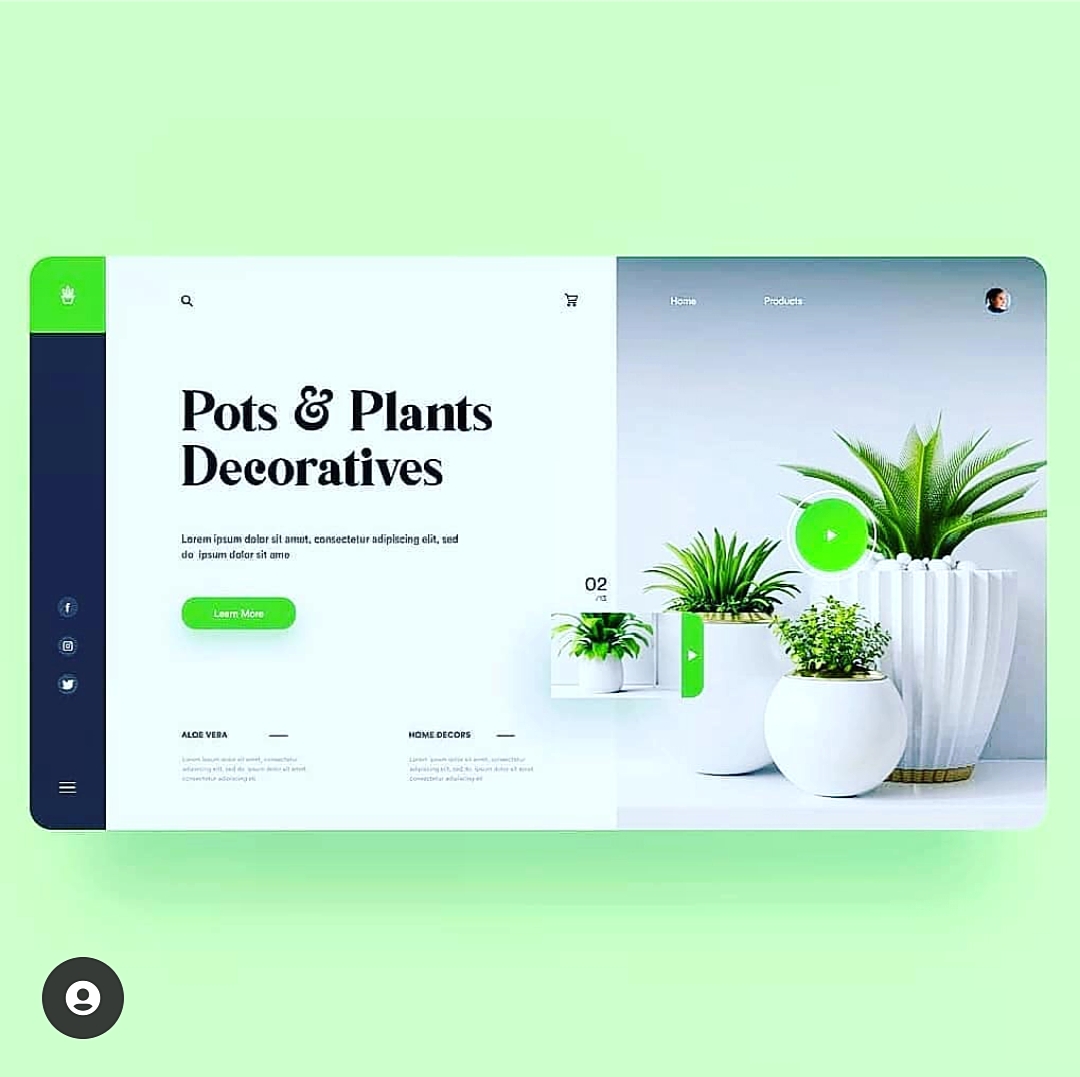 Home
Products
Pots & Plants
Decoratives
Lorem ipsum dolor sit amut, consectetur adipiscing elit, sed
do ipsum dolor sit ame
Learn More
02
/13
ALOE VERA
HOME DECORS
Lorem ipsum dolor sit amet, consectetur
adipiscing elit, sed do. ipsum dolor sit amet
consectetur adipiscing eli
Lorem ipsum dolor sit amet, consectetur
adipiscing elit, sed do. ipsum dolor sit amet
consectetur adipiscing eli